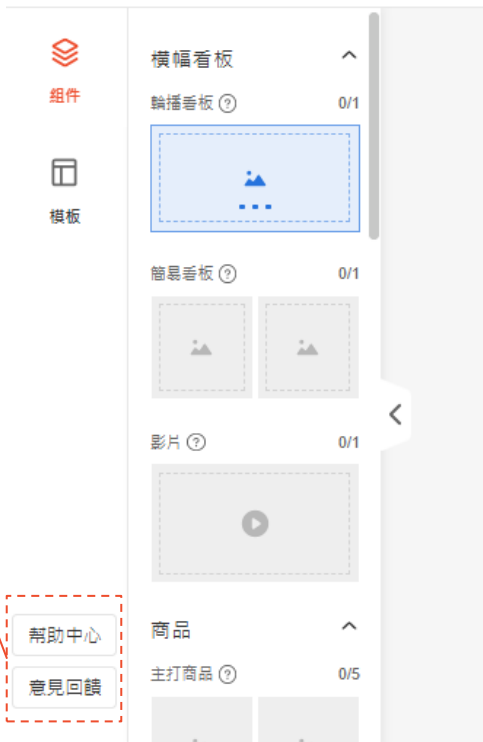 組件
模板
橫幅看板
輪播看板 ? 0/1
簡易看板 ? 0/1
影片 ? 0/1
商品
主打商品 ? 0/5
幫助中心
意見回饋